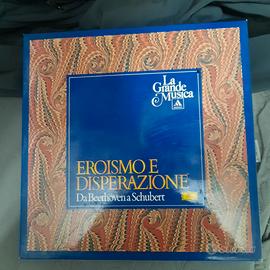 La
Grande
Musica
EROISMO E
DISPERAZIONE
Da Beethoven a Schubert